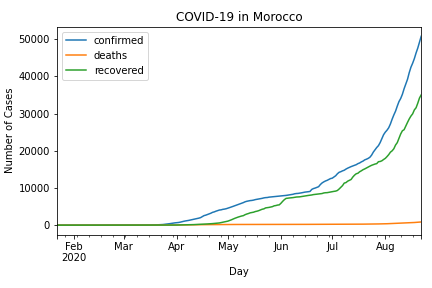 COVID-19 in Morocco
confirmed
deaths
recovered
Number of Cases
50000
40000
30000
20000
10000
0
Feb Mar Apr May Jun Jul Aug
2020
Day